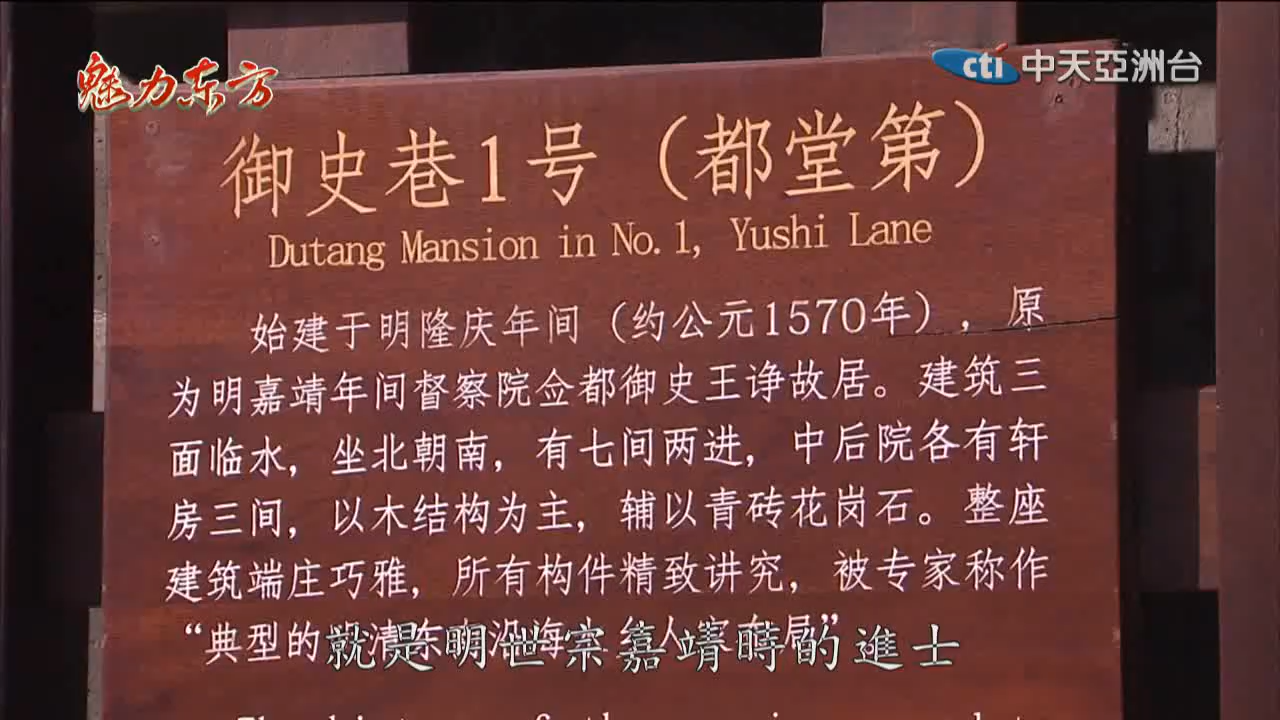 魅力东方
cti 中天亞洲台
御史巷1号（都堂第）
Dutang Mansion in No.1, Yushi Lane
始建于明隆庆年间（约公元1570年），原
为明嘉靖年间督察院佥都御史王诤故居。建筑三
面临水，坐北朝南，有七间两进，中后院各有轩
房三间，以木结构为主，辅以青砖花岗石。整座
建筑端庄巧雅，所有构件精致讲究，被专家称作
“典型的
就是明世宗嘉靖時的進士